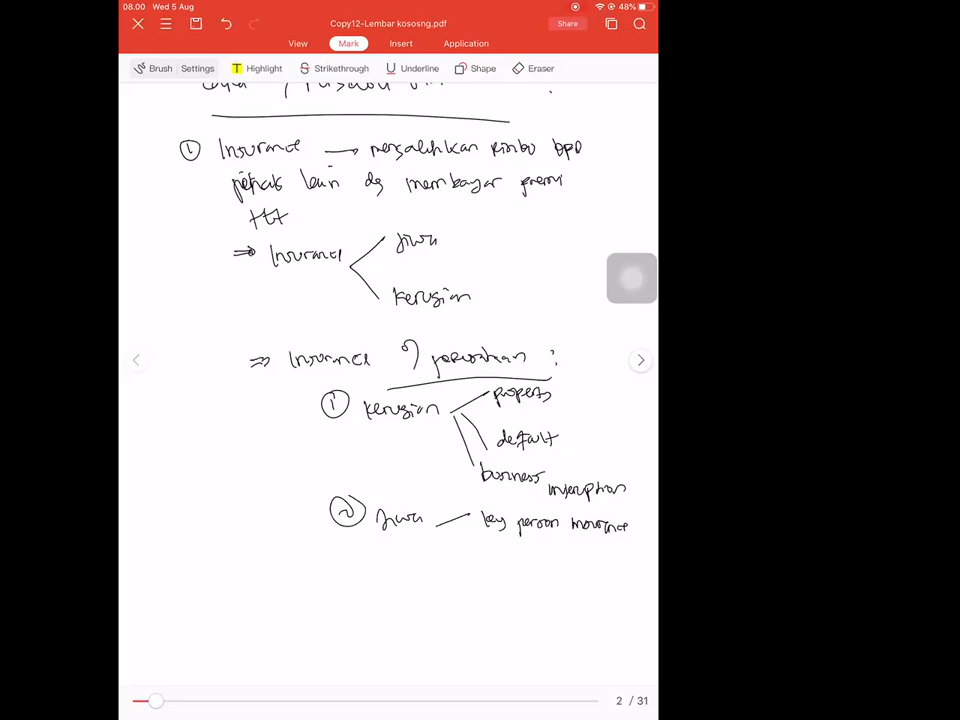 08.00 Wed 5 Aug
48%
Copy12-Lembar kososng.pdf
Share
View Mark Insert Application
Brush Settings Highlight Strikethrough Underline Shape Eraser
① Insurance → mengalihkan risiko kpd
pihak lain dg membayar premi
ttt
⇒ Insurance
jiwa
kerugian
⇒ Insurance perusahaan :
① kerugian
property
default
business interuption
② jiwa — key person insurance
2 / 31